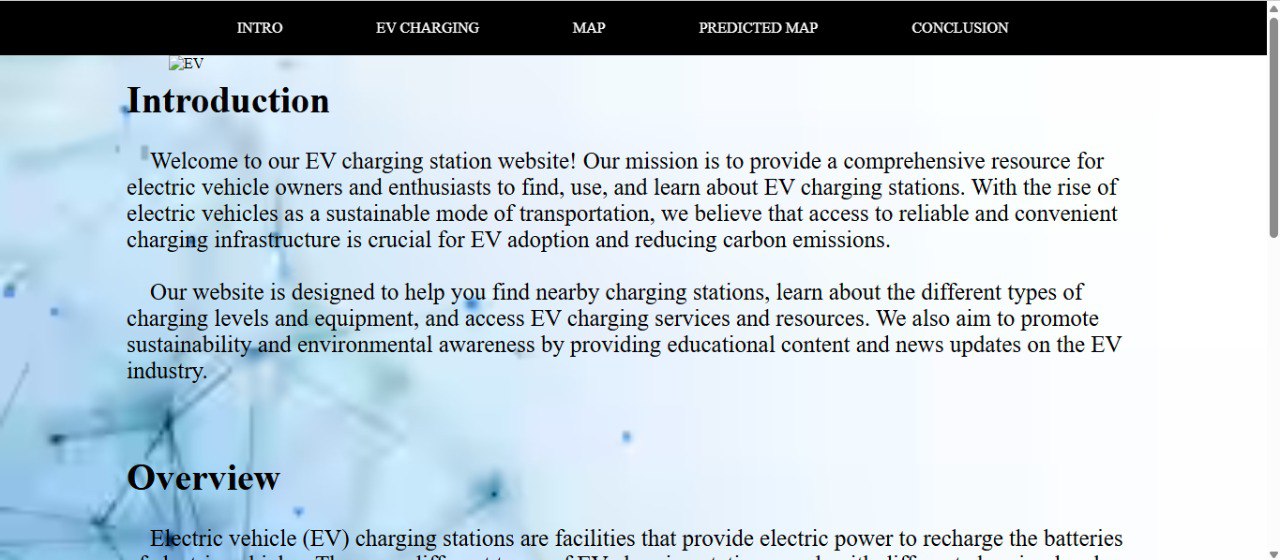 INTRO EV CHARGING MAP PREDICTED MAP CONCLUSION
EV
Introduction
Welcome to our EV charging station website! Our mission is to provide a comprehensive resource for
electric vehicle owners and enthusiasts to find, use, and learn about EV charging stations. With the rise of
electric vehicles as a sustainable mode of transportation, we believe that access to reliable and convenient
charging infrastructure is crucial for EV adoption and reducing carbon emissions.
Our website is designed to help you find nearby charging stations, learn about the different types of
charging levels and equipment, and access EV charging services and resources. We also aim to promote
sustainability and environmental awareness by providing educational content and news updates on the EV
industry.
Overview
Electric vehicle (EV) charging stations are facilities that provide electric power to recharge the batteries